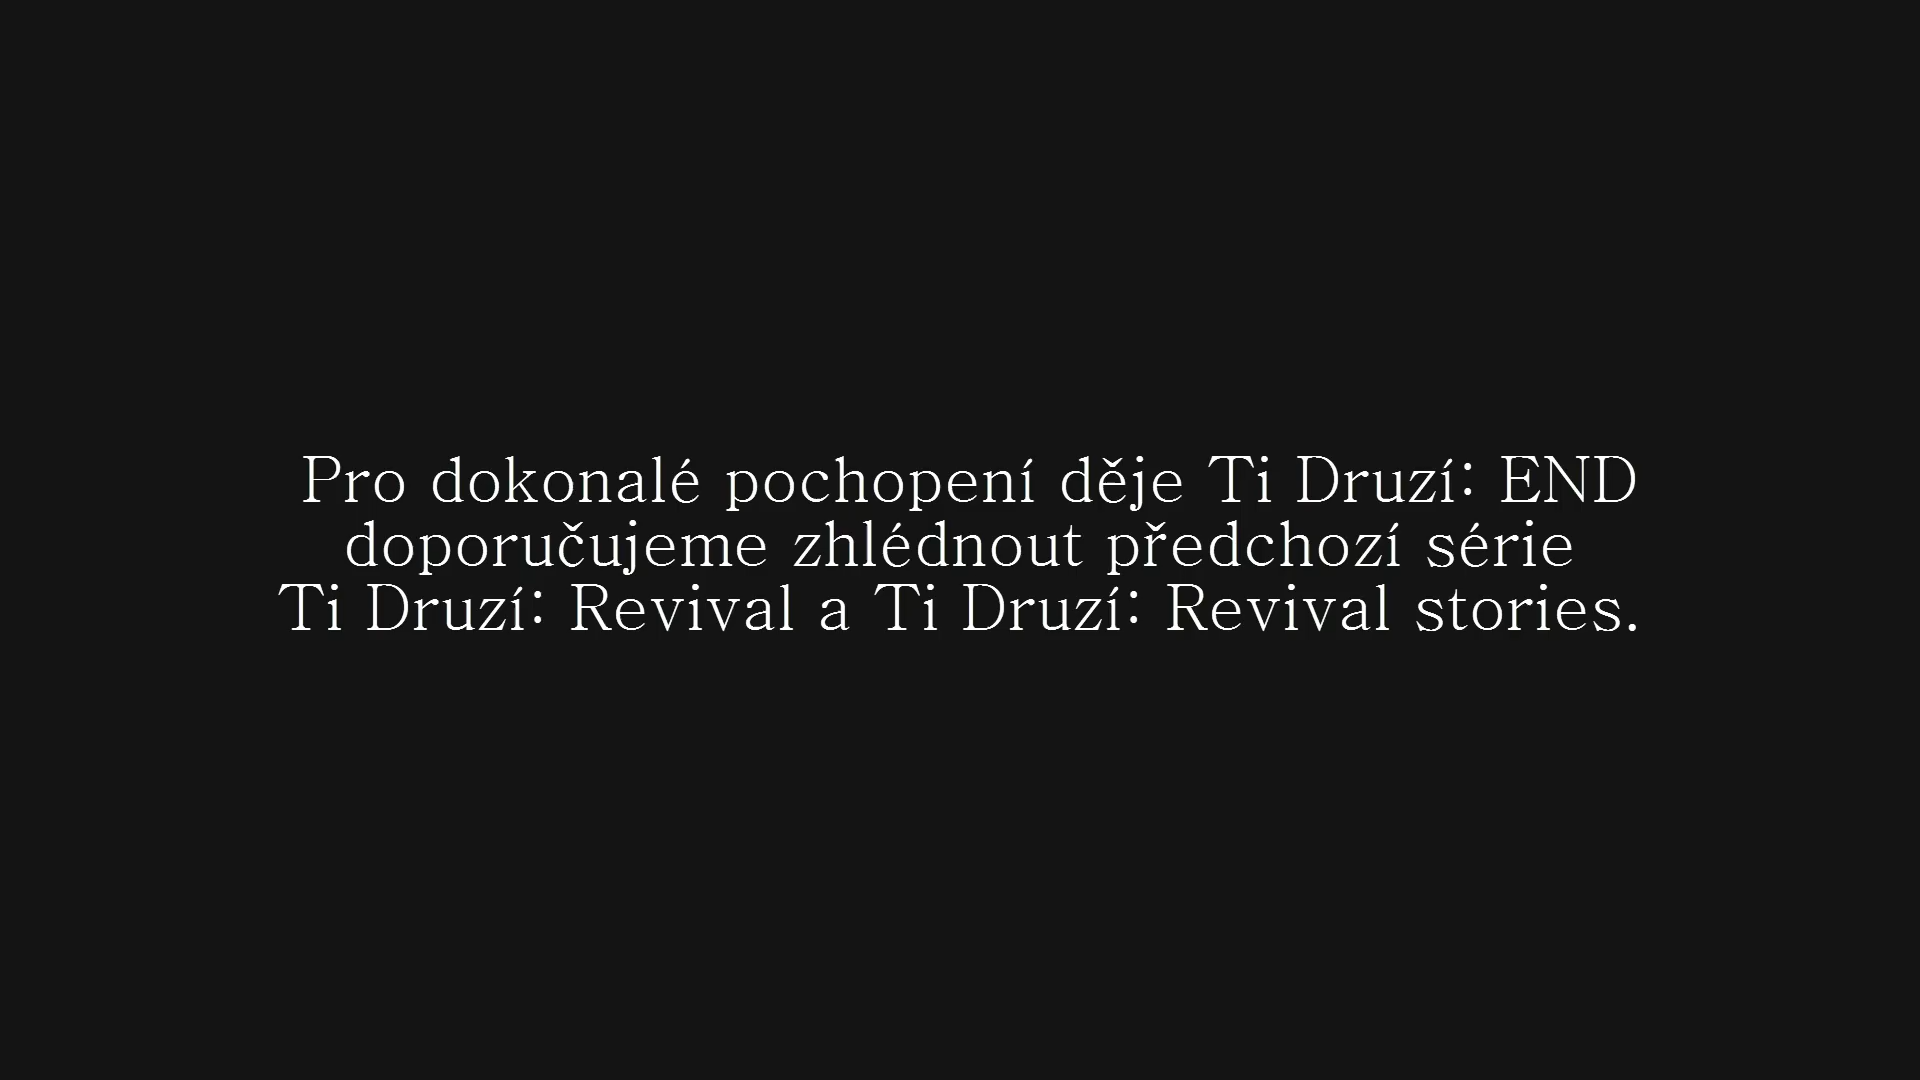 Pro dokonalé pochopení děje Ti Druzí: END
doporučujeme zhlédnout předchozí série
Ti Druzí: Revival a Ti Druzí: Revival stories.